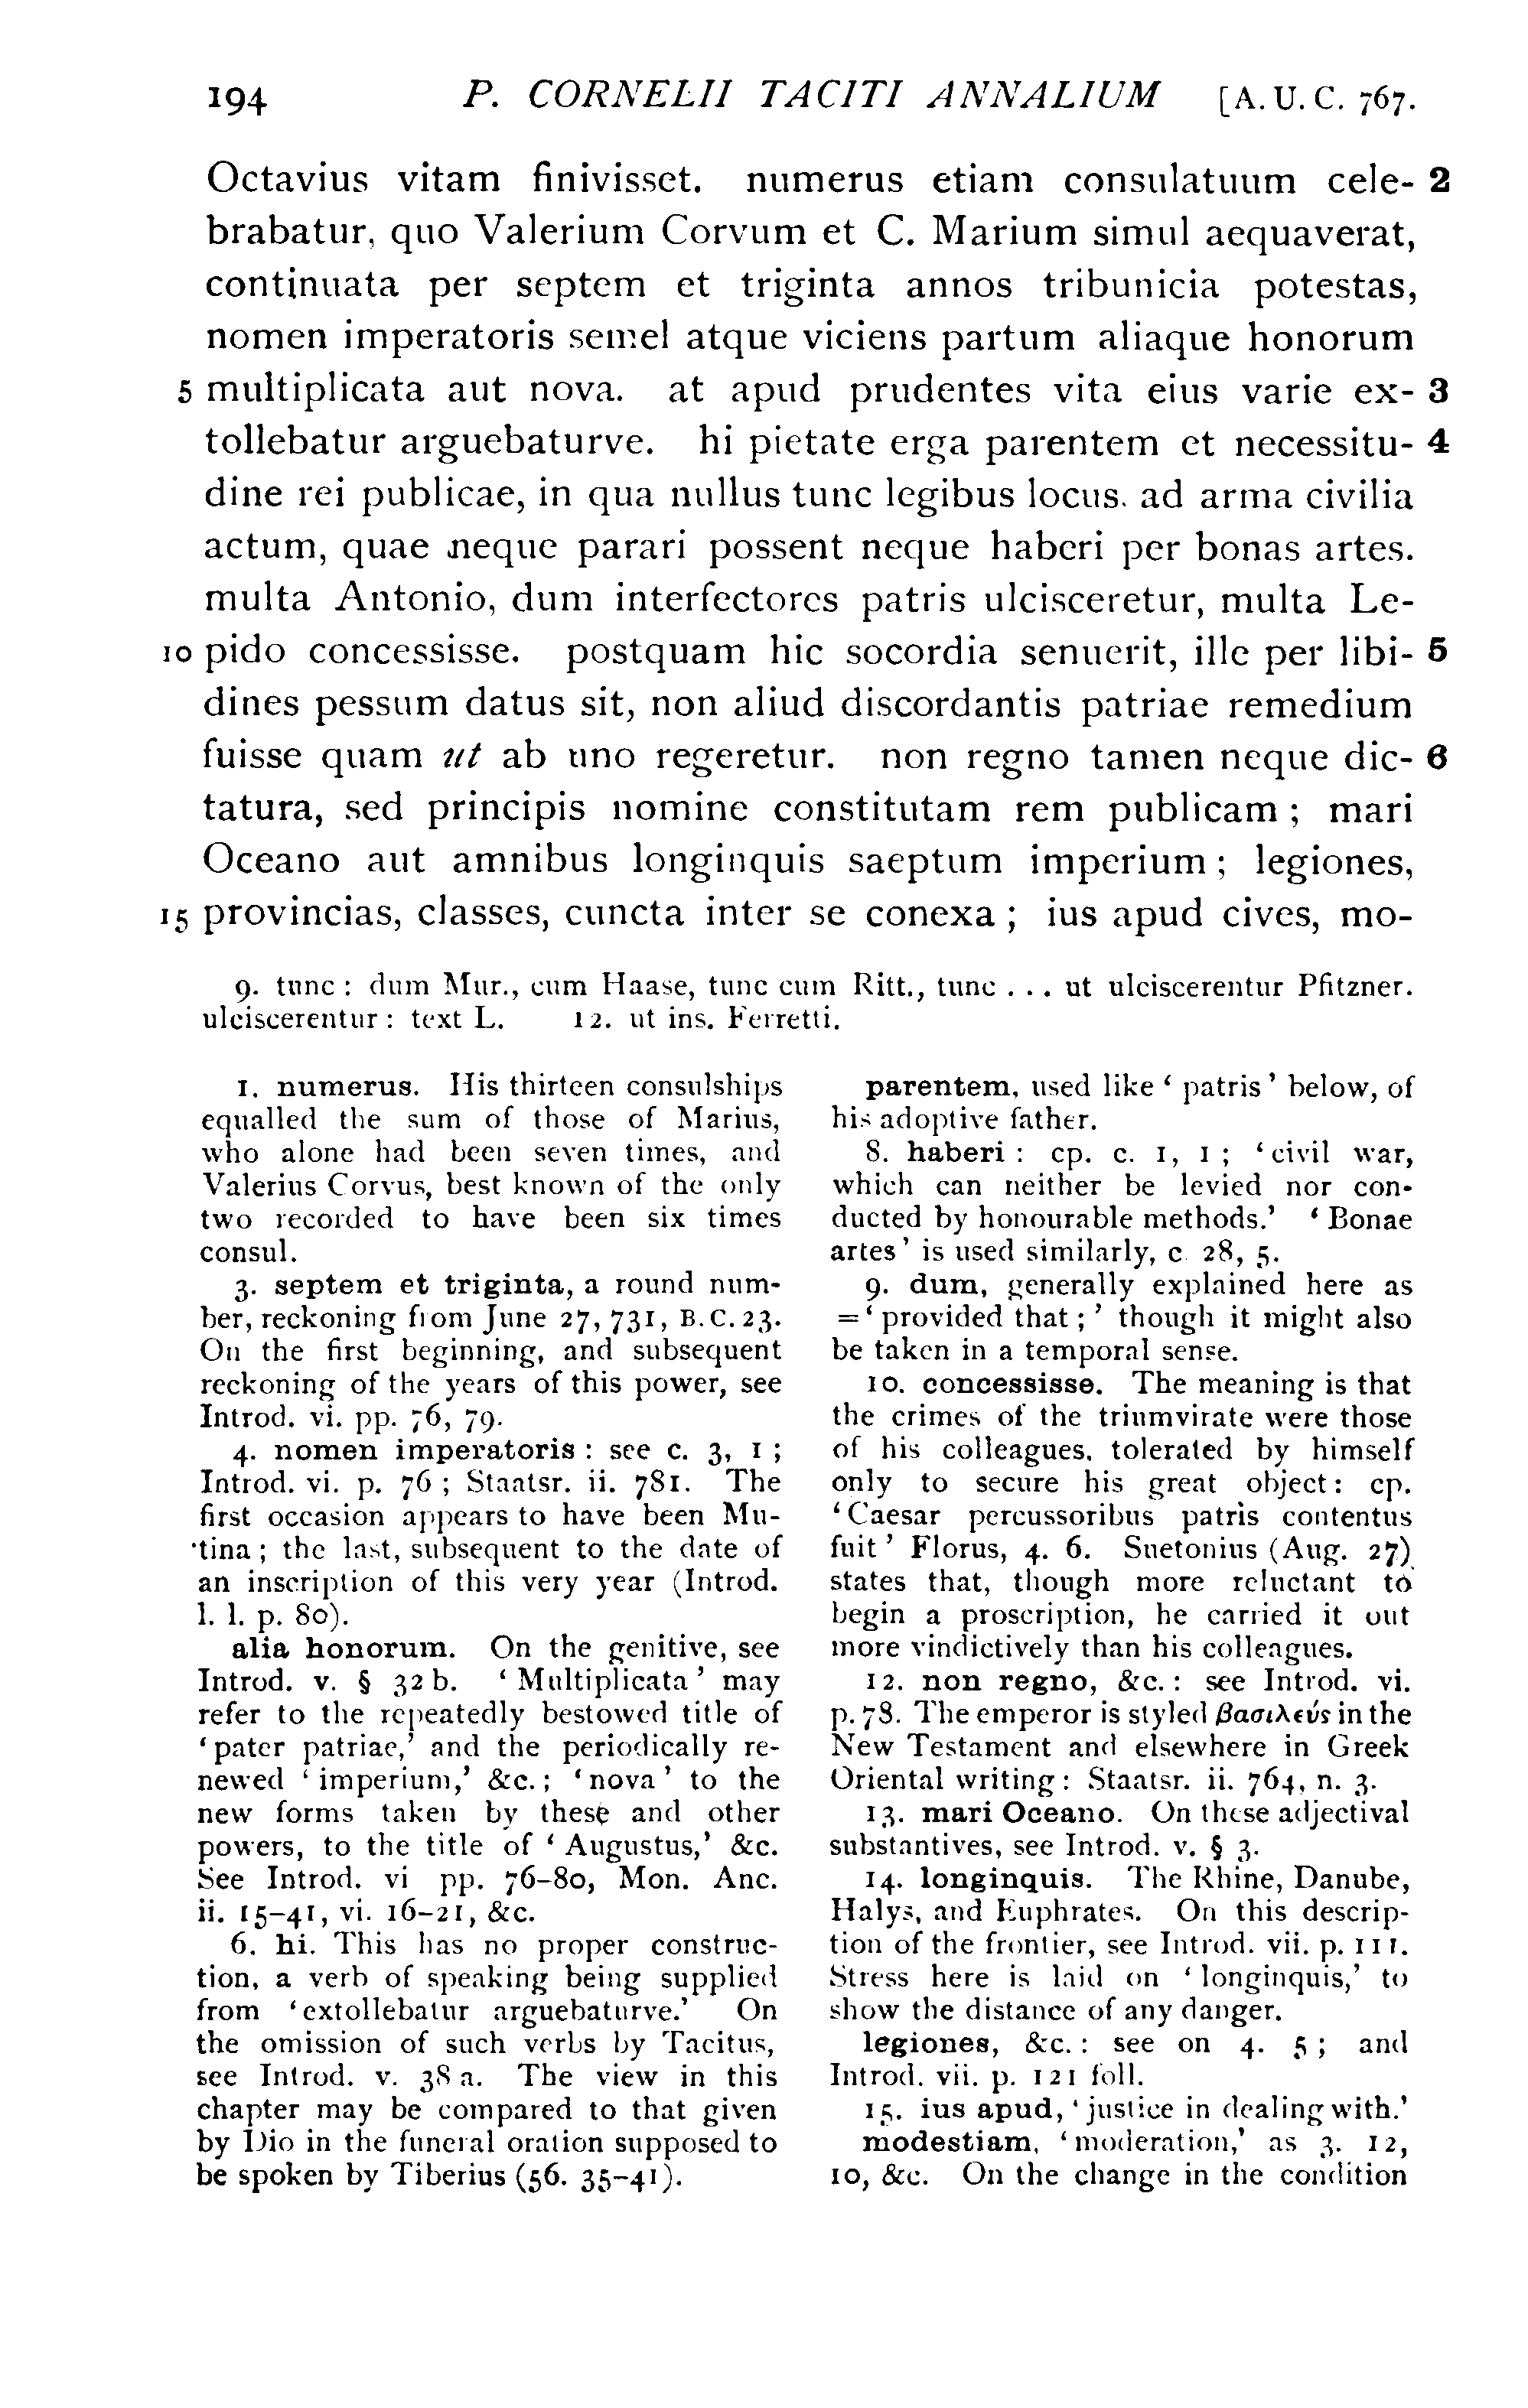 194 P. CORNELII TACITI ANNALIUM [A.U.C. 767.
Octavius vitam finivisset. numerus etiam consulatuum cele- 2
brabatur, quo Valerium Corvum et C. Marium simul aequaverat,
continuata per septem et triginta annos tribunicia potestas,
nomen imperatoris semel atque viciens partum aliaque honorum
5 multiplicata aut nova. at apud prudentes vita eius varie ex- 3
tollebatur arguebaturve. hi pietate erga parentem et necessitu- 4
dine rei publicae, in qua nullus tunc legibus locus, ad arma civilia
actum, quae neque parari possent neque haberi per bonas artes.
multa Antonio, dum interfectores patris ulcisceretur, multa Le-
10 pido concessisse. postquam hic socordia senuerit, ille per libi- 5
dines pessum datus sit, non aliud discordantis patriae remedium
fuisse quam ut ab uno regeretur. non regno tamen neque dic- 6
tatura, sed principis nomine constitutam rem publicam; mari
Oceano aut amnibus longinquis saeptum imperium; legiones,
15 provincias, classes, cuncta inter se conexa; ius apud cives, mo-
9. tunc: dum Mur., cum Haase, tunc cum Ritt., tunc ... ut ulciscerentur Pfitzner.
ulciscerentur: text L. 12. ut ins. Ferretti.
1. numerus. His thirteen consulships
equalled the sum of those of Marius,
who alone had been seven times, and
Valerius Corvus, best known of the only
two recorded to have been six times
consul.
3. septem et triginta, a round num-
ber, reckoning from June 27, 731, B.C. 23.
On the first beginning, and subsequent
reckoning of the years of this power, see
Introd. vi. pp. 76, 79.
4. nomen imperatoris: see c. 3, 1;
Introd. vi. p. 76; Staatsr. ii. 781. The
first occasion appears to have been Mu-
tina; the last, subsequent to the date of
an inscription of this very year (Introd.
l. l. p. 80).
alia honorum. On the genitive, see
Introd. v. § 32 b. 'Multiplicata' may
refer to the repeatedly bestowed title of
'pater patriae,' and the periodically re-
newed 'imperium,' &c.; 'nova' to the
new forms taken by these and other
powers, to the title of 'Augustus,' &c.
See Introd. vi pp. 76-80, Mon. Anc.
ii. 15-41, vi. 16-21, &c.
6. hi. This has no proper construc-
tion, a verb of speaking being supplied
from 'extollebatur arguebaturve.' On
the omission of such verbs by Tacitus,
see Introd. v. 38 a. The view in this
chapter may be compared to that given
by Dio in the funeral oration supposed to
be spoken by Tiberius (56. 35-41).
parentem, used like 'patris' below, of
his adoptive father.
8. haberi: cp. c. 1, 1; 'civil war,
which can neither be levied nor con-
ducted by honourable methods.' 'Bonae
artes' is used similarly, c 28, 5.
9. dum, generally explained here as
='provided that;' though it might also
be taken in a temporal sense.
10. concessisse. The meaning is that
the crimes of the triumvirate were those
of his colleagues, tolerated by himself
only to secure his great object: cp.
'Caesar percussoribus patris contentus
fuit' Florus, 4. 6. Suetonius (Aug. 27)
states that, though more reluctant to
begin a proscription, he carried it out
more vindictively than his colleagues.
12. non regno, &c.: see Introd. vi.
p. 78. The emperor is styled βασιλεύς in the
New Testament and elsewhere in Greek
Oriental writing: Staatsr. ii. 764, n. 3.
13. mari Oceano. On these adjectival
substantives, see Introd. v. § 3.
14. longinquis. The Rhine, Danube,
Halys, and Euphrates. On this descrip-
tion of the frontier, see Introd. vii. p. 111.
Stress here is laid on 'longinquis,' to
show the distance of any danger.
legiones, &c.: see on 4. 5; and
Introd. vii. p. 121 foll.
15. ius apud, 'justice in dealing with.'
modestiam, 'moderation,' as 3. 12,
10, &c. On the change in the condition